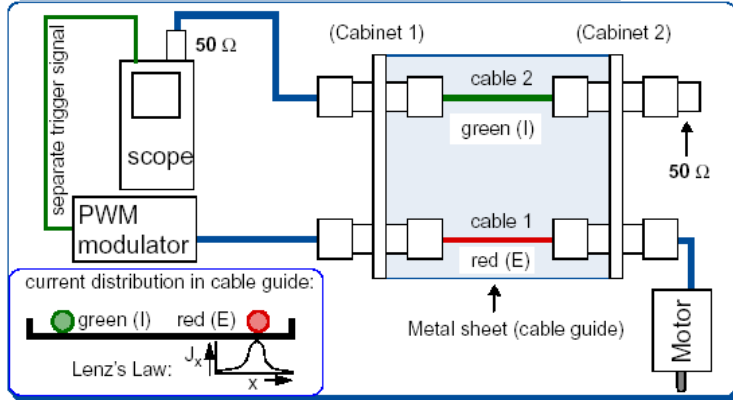 separate trigger signal
50 Ω
scope
PWM
modulator
(Cabinet 1)
(Cabinet 2)
cable 2
green (I)
50 Ω
cable 1
red (E)
Metal sheet (cable guide)
Motor
current distribution in cable guide:
green (I)
red (E)
Lenz's Law:
Jx
x